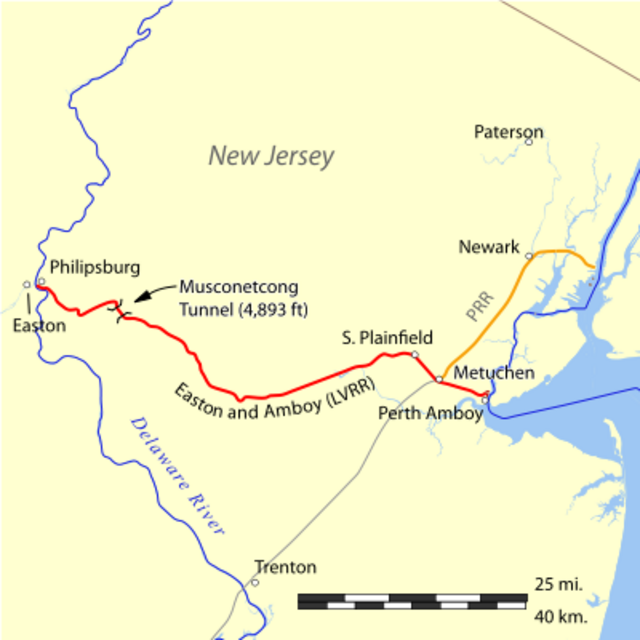 Paterson
New Jersey
Newark
Philipsburg
Musconetcong
Tunnel (4,893 ft)
PRR
Easton
S. Plainfield
Metuchen
Easton and Amboy (LVRR)
Perth Amboy
Delaware River
Trenton
25 mi.
40 km.